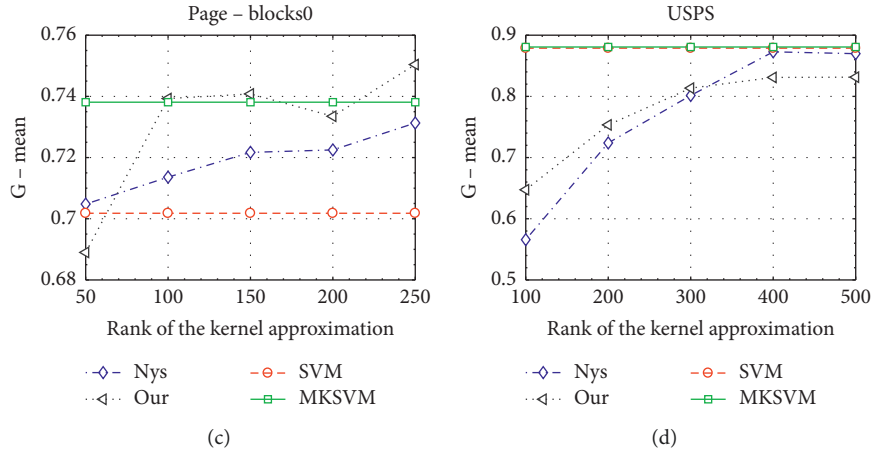 Page – blocks0
0.76
0.74
0.72
0.7
0.68
G – mean
50
100
150
200
250
Rank of the kernel approximation
Nys
SVM
Our
MKSVM
(c)
USPS
0.9
0.8
0.7
0.6
0.5
G – mean
100
200
300
400
500
Rank of the kernel approximation
Nys
SVM
Our
MKSVM
(d)